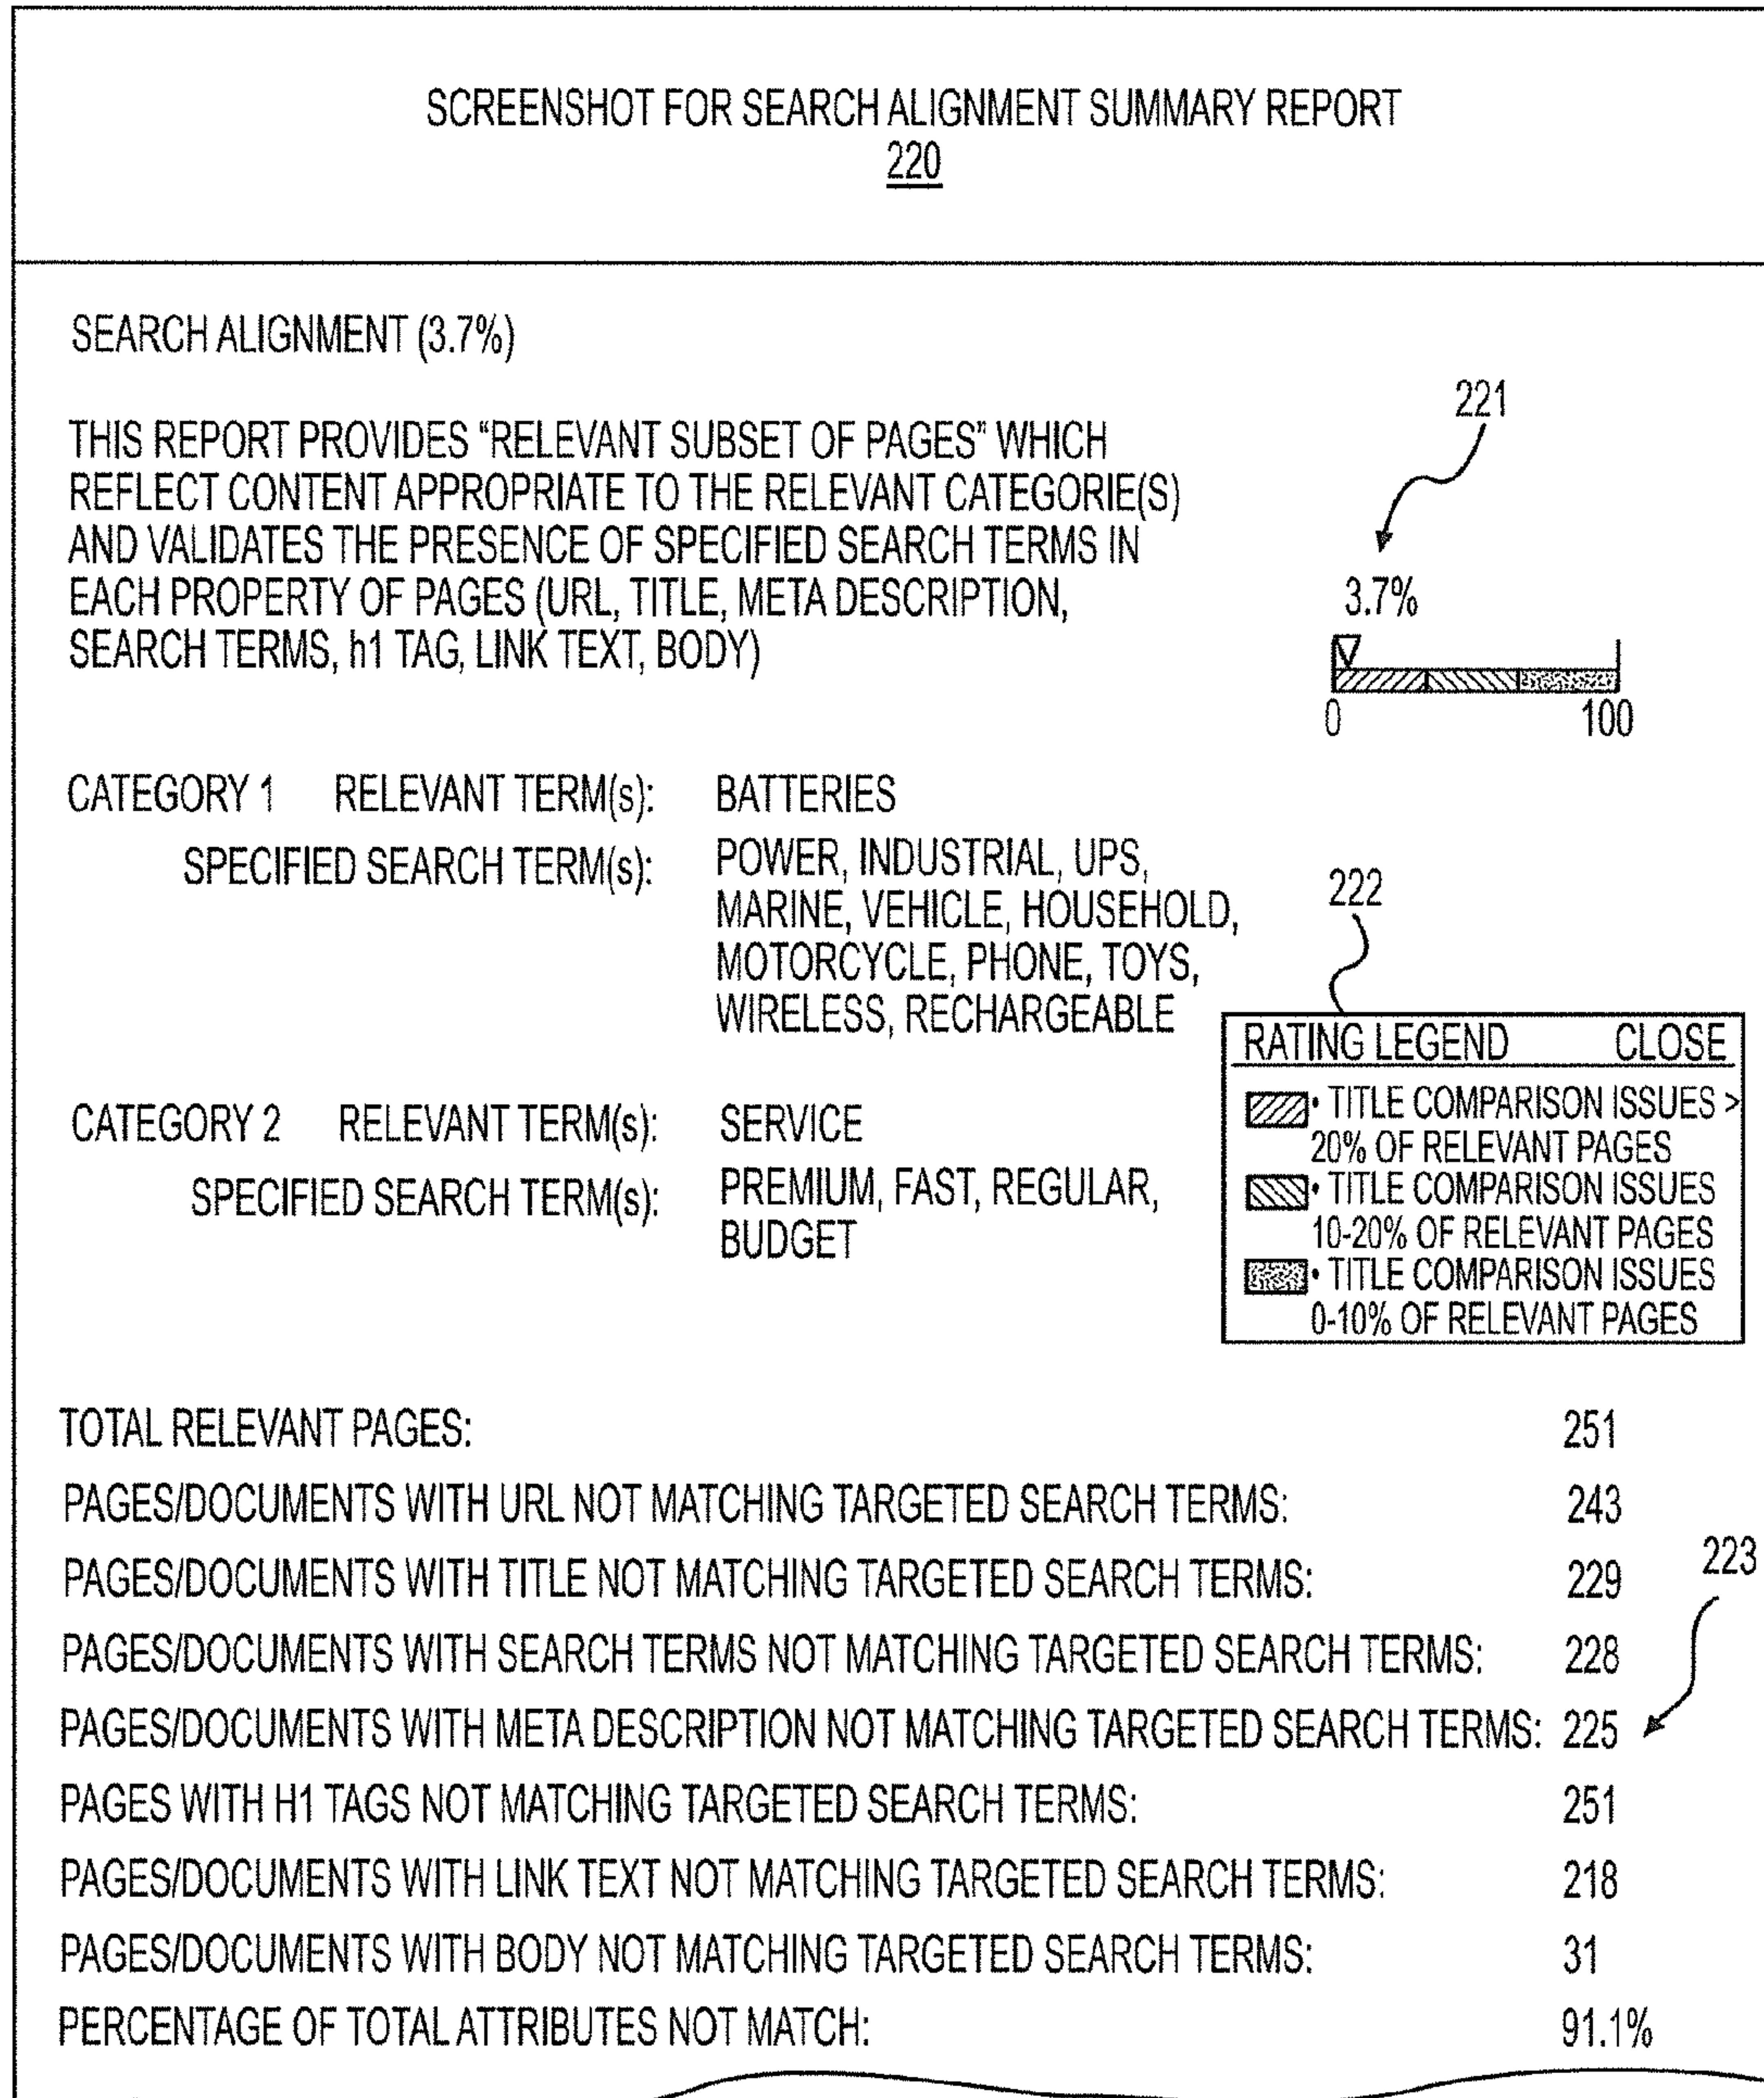 SCREENSHOT FOR SEARCH ALIGNMENT SUMMARY REPORT
220
SEARCH ALIGNMENT (3.7%)
THIS REPORT PROVIDES “RELEVANT SUBSET OF PAGES” WHICH
REFLECT CONTENT APPROPRIATE TO THE RELEVANT CATEGORIE(S)
AND VALIDATES THE PRESENCE OF SPECIFIED SEARCH TERMS IN
EACH PROPERTY OF PAGES (URL, TITLE, META DESCRIPTION,
SEARCH TERMS, h1 TAG, LINK TEXT, BODY)
221
3.7%
0 100
CATEGORY 1 RELEVANT TERM(s): BATTERIES
SPECIFIED SEARCH TERM(s): POWER, INDUSTRIAL, UPS,
MARINE, VEHICLE, HOUSEHOLD,
MOTORCYCLE, PHONE, TOYS,
WIRELESS, RECHARGEABLE
CATEGORY 2 RELEVANT TERM(s): SERVICE
SPECIFIED SEARCH TERM(s): PREMIUM, FAST, REGULAR,
BUDGET
222
RATING LEGEND CLOSE
• TITLE COMPARISON ISSUES >
20% OF RELEVANT PAGES
• TITLE COMPARISON ISSUES
10-20% OF RELEVANT PAGES
• TITLE COMPARISON ISSUES
0-10% OF RELEVANT PAGES
TOTAL RELEVANT PAGES: 251
PAGES/DOCUMENTS WITH URL NOT MATCHING TARGETED SEARCH TERMS: 243
PAGES/DOCUMENTS WITH TITLE NOT MATCHING TARGETED SEARCH TERMS: 229
223
PAGES/DOCUMENTS WITH SEARCH TERMS NOT MATCHING TARGETED SEARCH TERMS: 228
PAGES/DOCUMENTS WITH META DESCRIPTION NOT MATCHING TARGETED SEARCH TERMS: 225
PAGES WITH H1 TAGS NOT MATCHING TARGETED SEARCH TERMS: 251
PAGES/DOCUMENTS WITH LINK TEXT NOT MATCHING TARGETED SEARCH TERMS: 218
PAGES/DOCUMENTS WITH BODY NOT MATCHING TARGETED SEARCH TERMS: 31
PERCENTAGE OF TOTAL ATTRIBUTES NOT MATCH: 91.1%